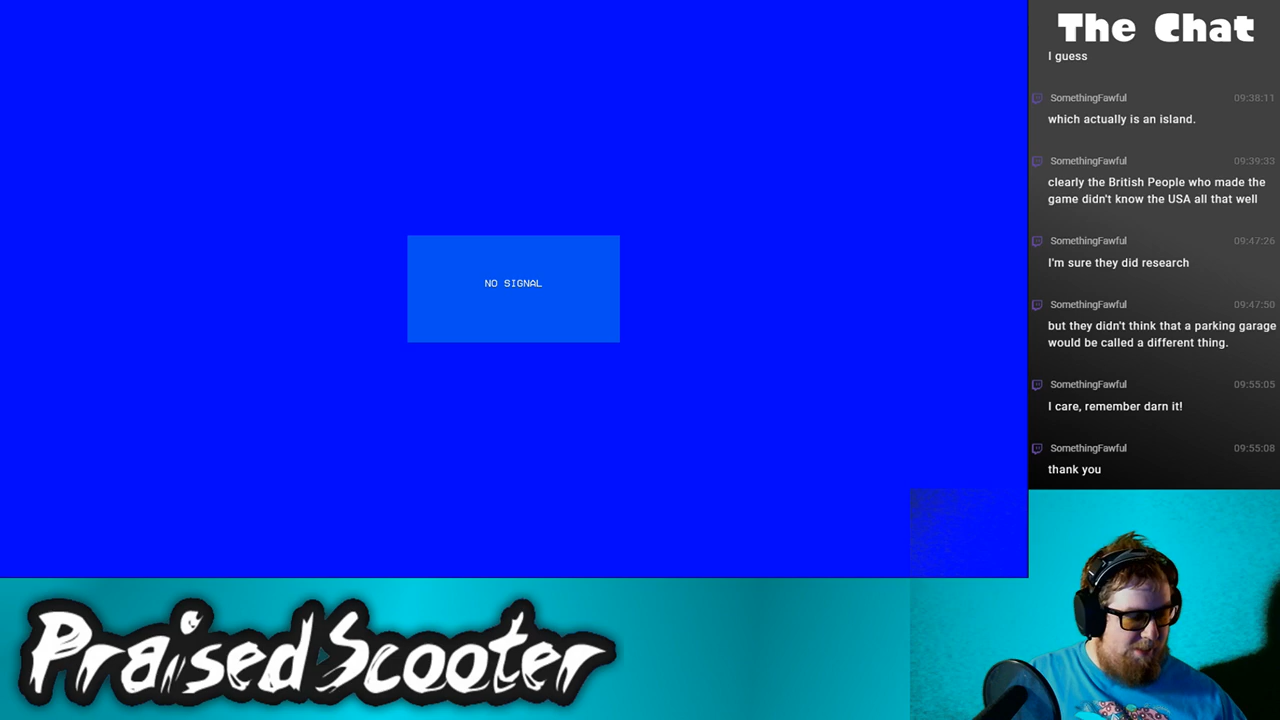 The Chat
I guess
SomethingFawful 09:38:11
which actually is an island.
SomethingFawful 09:39:33
clearly the British People who made the
game didn't know the USA all that well
SomethingFawful 09:47:26
I'm sure they did research
SomethingFawful 09:47:50
but they didn't think that a parking garage
would be called a different thing.
SomethingFawful 09:55:05
I care, remember darn it!
SomethingFawful 09:55:08
thank you
NO SIGNAL
PraisedScooter